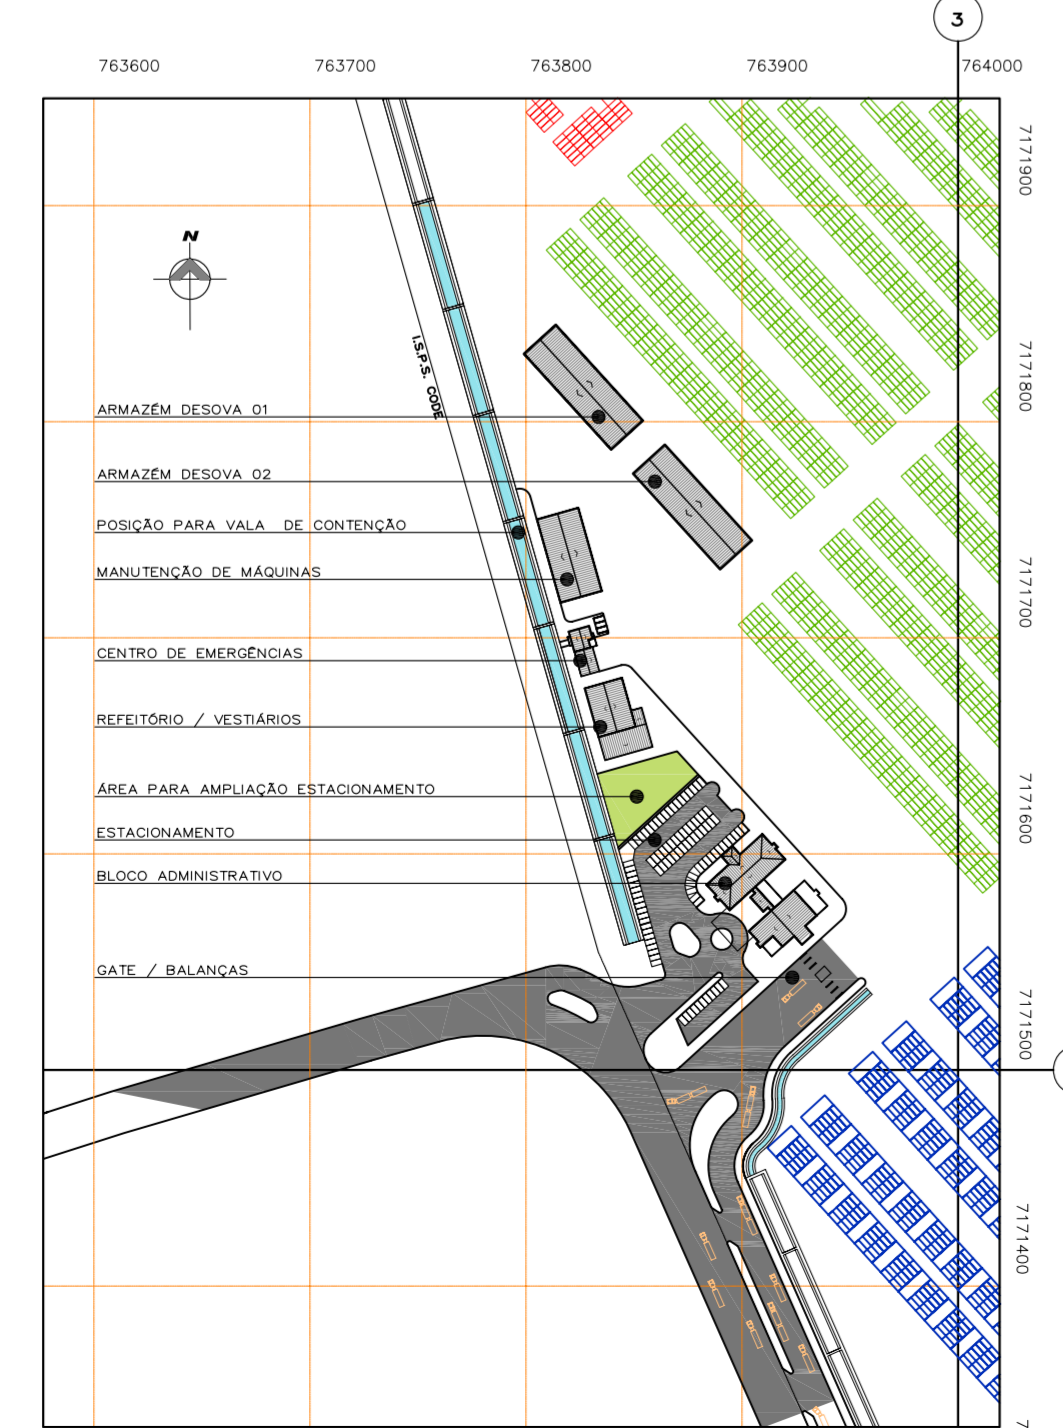 3
763600 763700 763800 763900 764000
7171900
N
7171800
I.S.P.S. CODE
ARMAZÉM DESOVA 01
ARMAZÉM DESOVA 02
POSIÇÃO PARA VALA DE CONTENÇÃO
MANUTENÇÃO DE MÁQUINAS
7171700
CENTRO DE EMERGÊNCIAS
REFEITÓRIO / VESTIÁRIOS
ÁREA PARA AMPLIAÇÃO ESTACIONAMENTO
7171600
ESTACIONAMENTO
BLOCO ADMINISTRATIVO
GATE / BALANÇAS
7171500
7171400